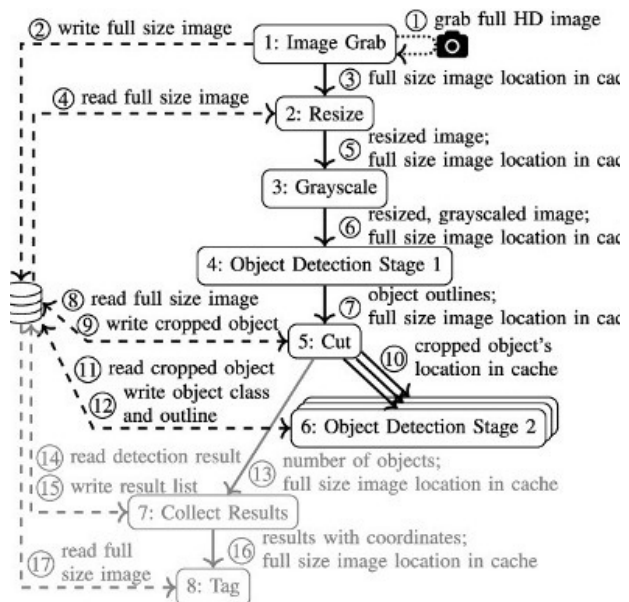 ① grab full HD image
② write full size image
1: Image Grab
③ full size image location in cache
④ read full size image
2: Resize
⑤ resized image;
full size image location in cache
3: Grayscale
⑥ resized, grayscaled image;
full size image location in cache
4: Object Detection Stage 1
⑦ object outlines;
full size image location in cache
⑧ read full size image
⑨ write cropped object
5: Cut
⑩ cropped object's
location in cache
⑪ read cropped object
⑫ write object class
and outline
6: Object Detection Stage 2
⑬ number of objects;
full size image location in cache
⑭ read detection result
⑮ write result list
7: Collect Results
⑯ results with coordinates;
full size image location in cache
⑰ read full
size image
8: Tag